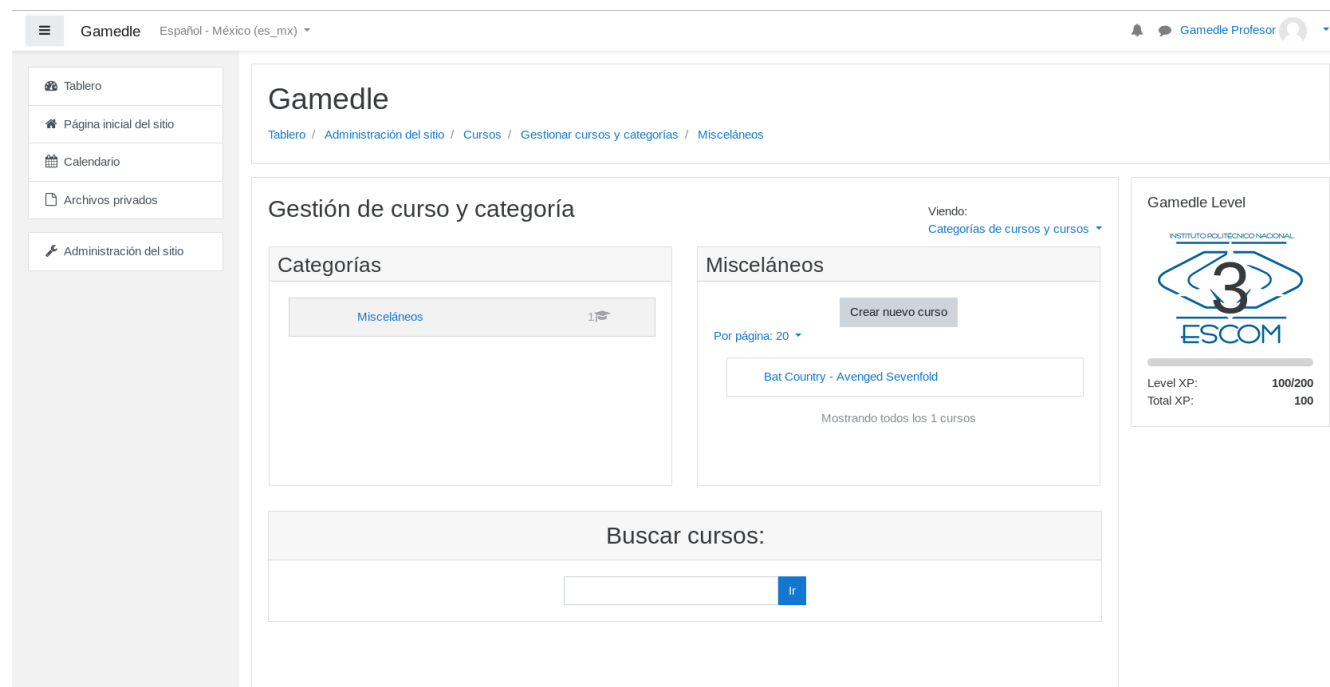 Gamedle Español - México (es_mx) Gamedle Profesor
Tablero
Página inicial del sitio
Calendario
Archivos privados
Administración del sitio
Gamedle
Tablero / Administración del sitio / Cursos / Gestionar cursos y categorías / Misceláneos
Gestión de curso y categoría
Viendo:
Categorías de cursos y cursos
Categorías
Misceláneos 1
Misceláneos
Crear nuevo curso
Por página: 20
Bat Country - Avenged Sevenfold
Mostrando todos los 1 cursos
Buscar cursos:
Ir
Gamedle Level
INSTITUTO POLITÉCNICO NACIONAL
3
ESCOM
Level XP: 100/200
Total XP: 100